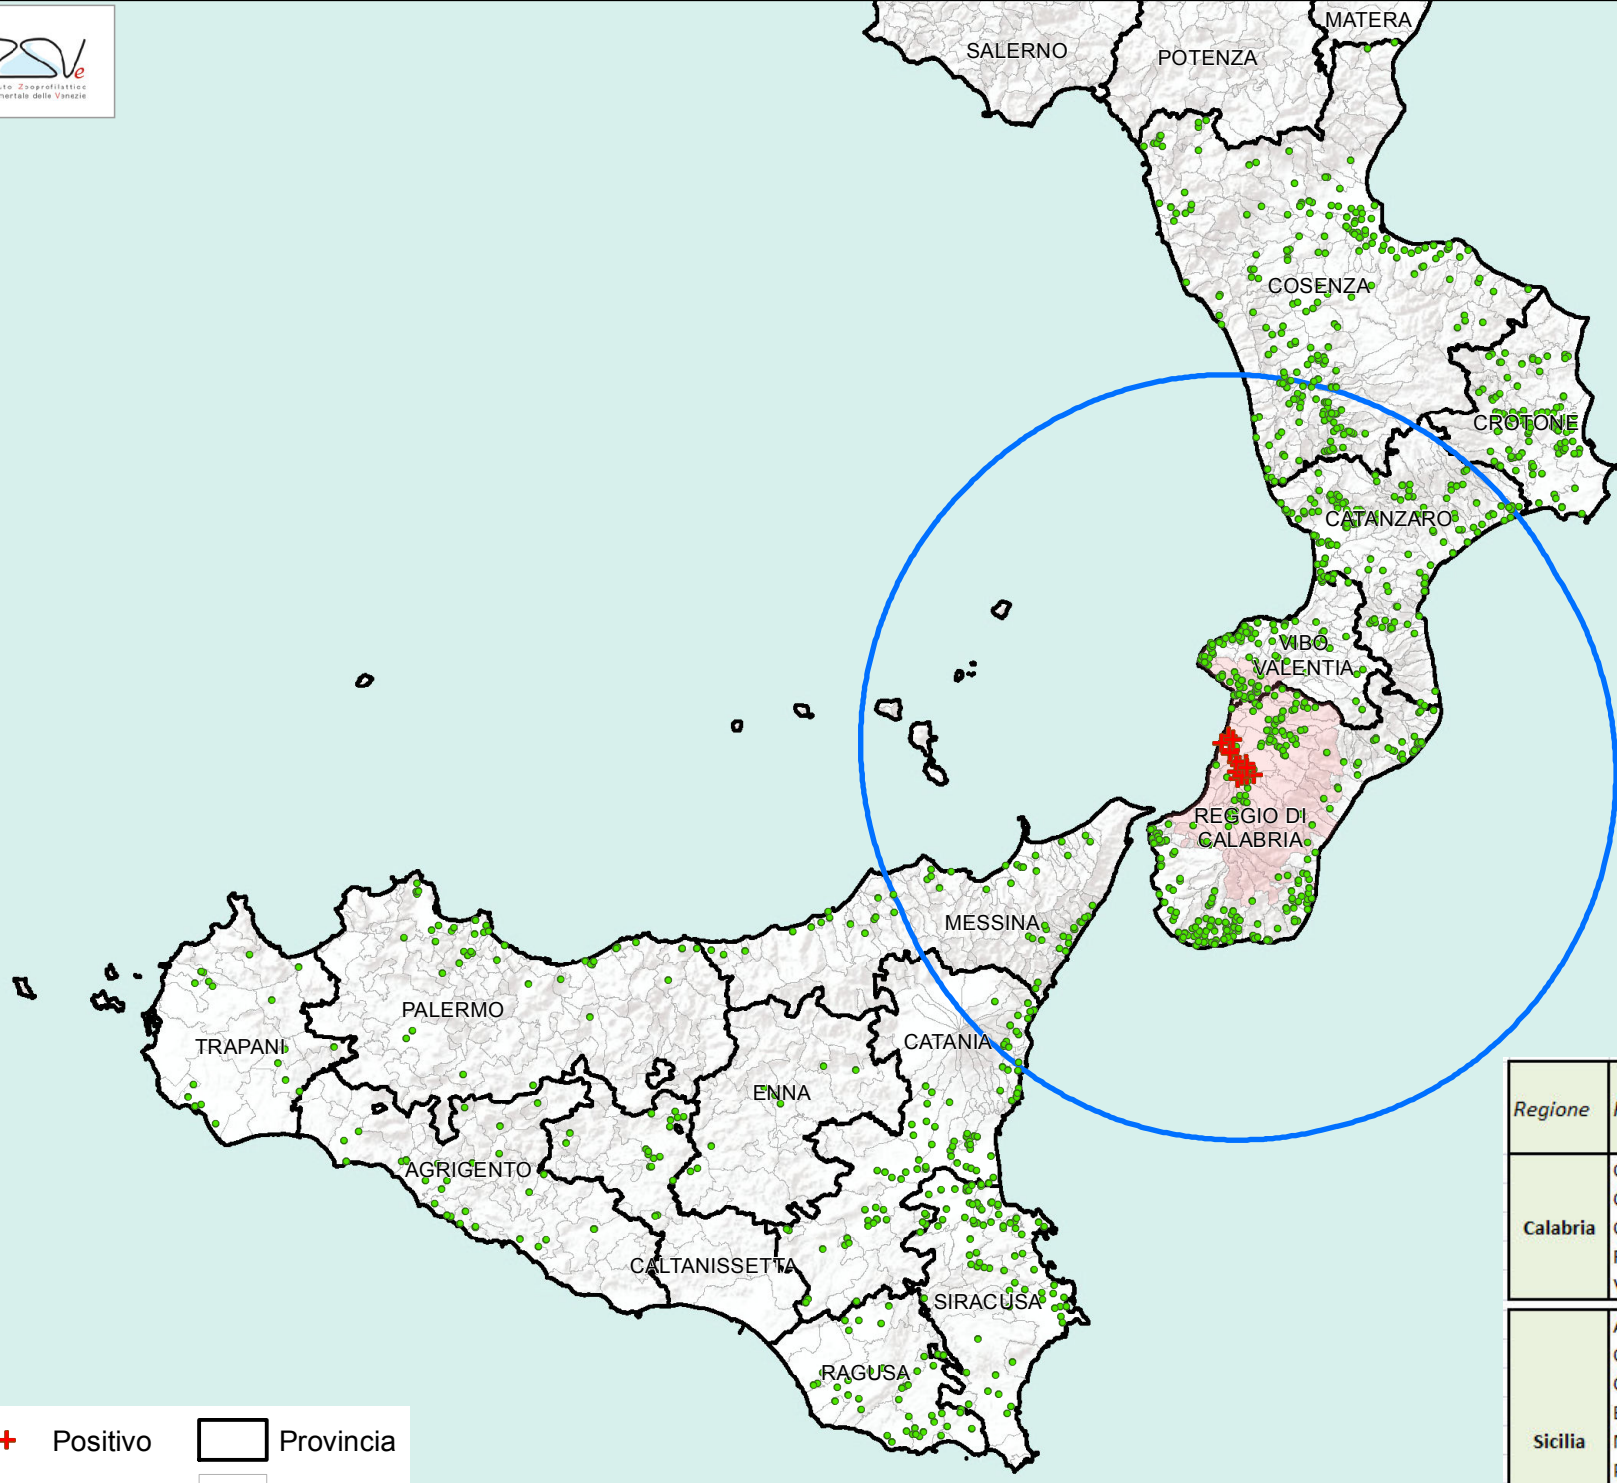 MATERA
SALERNO
POTENZA
COSENZA
CROTONE
CATANZARO
VIBO
VALENTIA
REGGIO DI
CALABRIA
MESSINA
PALERMO
TRAPANI
CATANIA
ENNA
AGRIGENTO
CALTANISSETTA
SIRACUSA
RAGUSA
Regione
Calabria
Sicilia
Positivo
Provincia